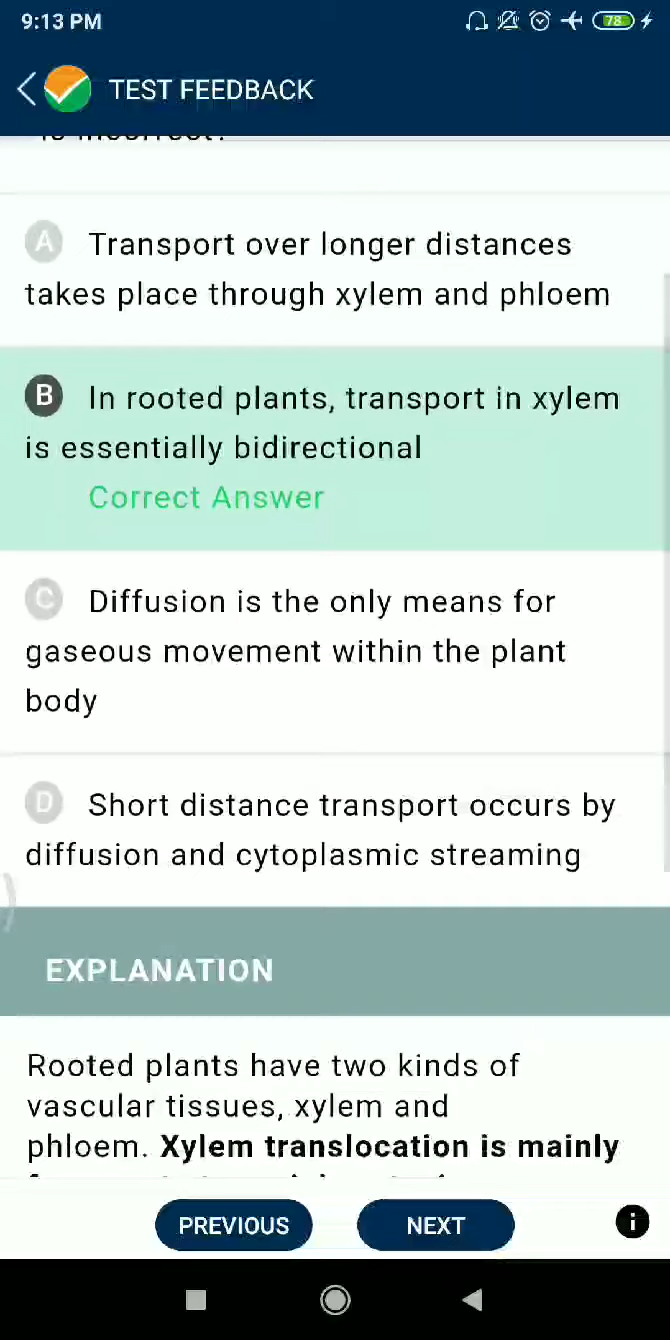 9:13 PM
78
TEST FEEDBACK
is incorrect?
A Transport over longer distances
takes place through xylem and phloem
B In rooted plants, transport in xylem
is essentially bidirectional
Correct Answer
C Diffusion is the only means for
gaseous movement within the plant
body
D Short distance transport occurs by
diffusion and cytoplasmic streaming
EXPLANATION
Rooted plants have two kinds of
vascular tissues, xylem and
phloem. Xylem translocation is mainly
PREVIOUS NEXT